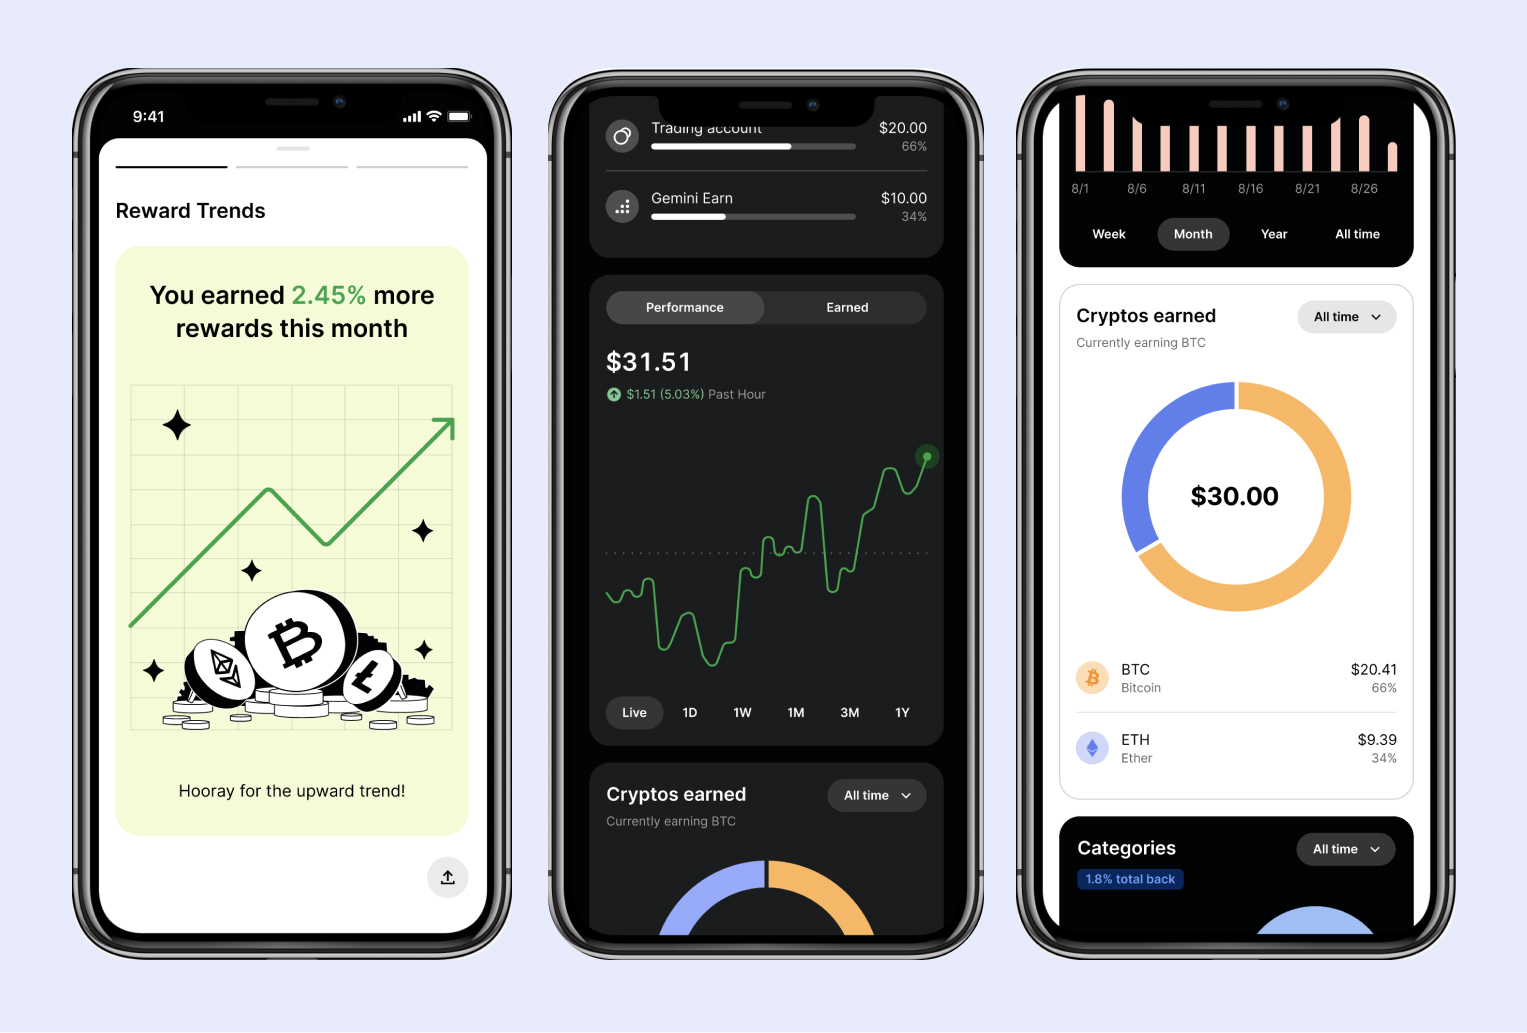 9:41
Reward Trends
You earned 2.45% more
rewards this month
Hooray for the upward trend!
Trading account $20.00
66%
Gemini Earn $10.00
34%
Performance Earned
$31.51
$1.51 (5.03%) Past Hour
Live 1D 1W 1M 3M 1Y
Cryptos earned All time
Currently earning BTC
8/1 8/6 8/11 8/16 8/21 8/26
Week Month Year All time
Cryptos earned All time
Currently earning BTC
$30.00
BTC $20.41
Bitcoin 66%
ETH $9.39
Ether 34%
Categories All time
1.8% total back